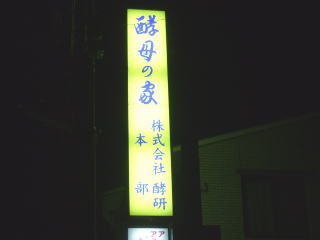 酵母の家
株式会社 酵研
本部